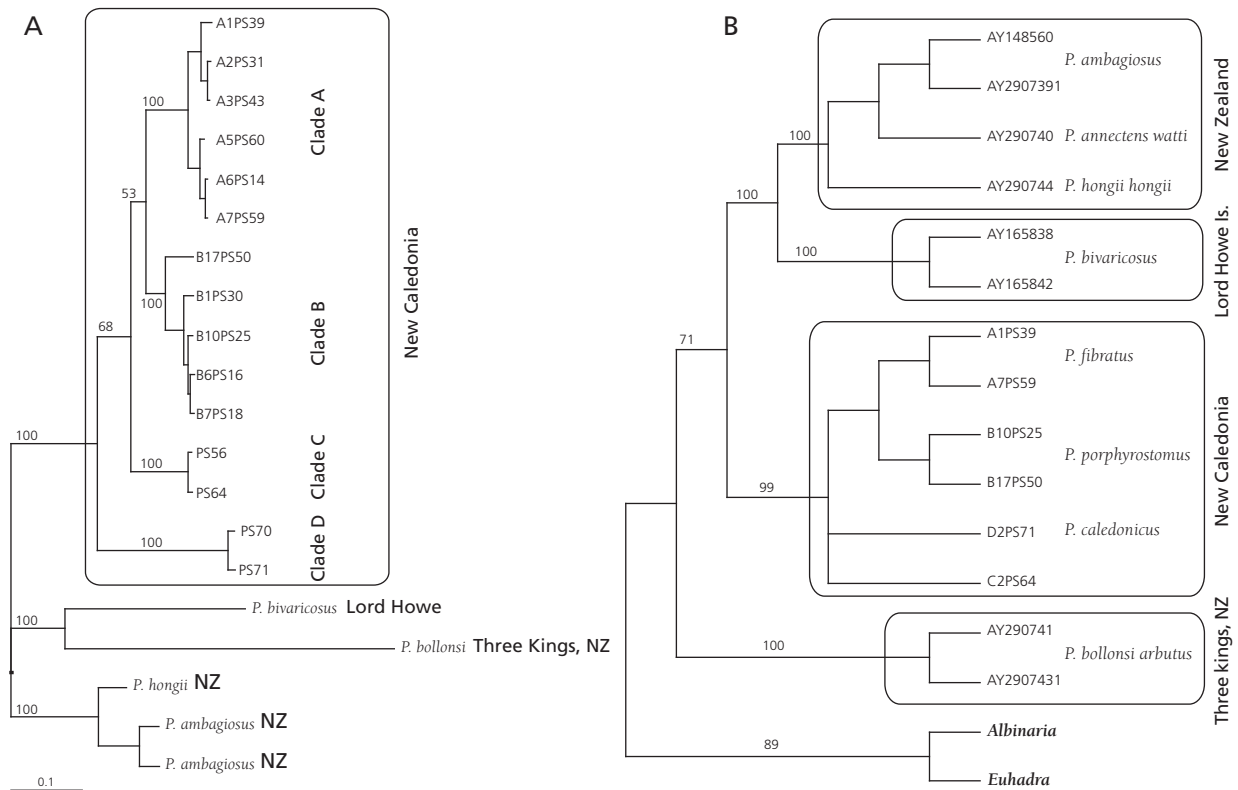 A
A1PS39
A2PS31
A3PS43
A5PS60
A6PS14
A7PS59
B17PS50
B1PS30
B10PS25
B6PS16
B7PS18
PS56
PS64
PS70
PS71
100
53
100
68
100
100
100
100
100
Clade A
Clade B
Clade C
Clade D
New Caledonia
P. bivaricosus Lord Howe
P. bollonsi Three Kings, NZ
P. hongii NZ
P. ambagiosus NZ
P. ambagiosus NZ
0.1
B
AY148560
P. ambagiosus
AY2907391
AY290740 P. annectens watti
AY290744 P. hongii hongii
New Zealand
AY165838
P. bivaricosus
AY165842
Lord Howe Is.
A1PS39
P. fibratus
A7PS59
B10PS25
P. porphyrostomus
B17PS50
D2PS71 P. caledonicus
C2PS64
New Caledonia
AY290741
P. bollonsi arbutus
AY2907431
Three kings, NZ
Albinaria
Euhadra
100
100
100
71
99
100
89